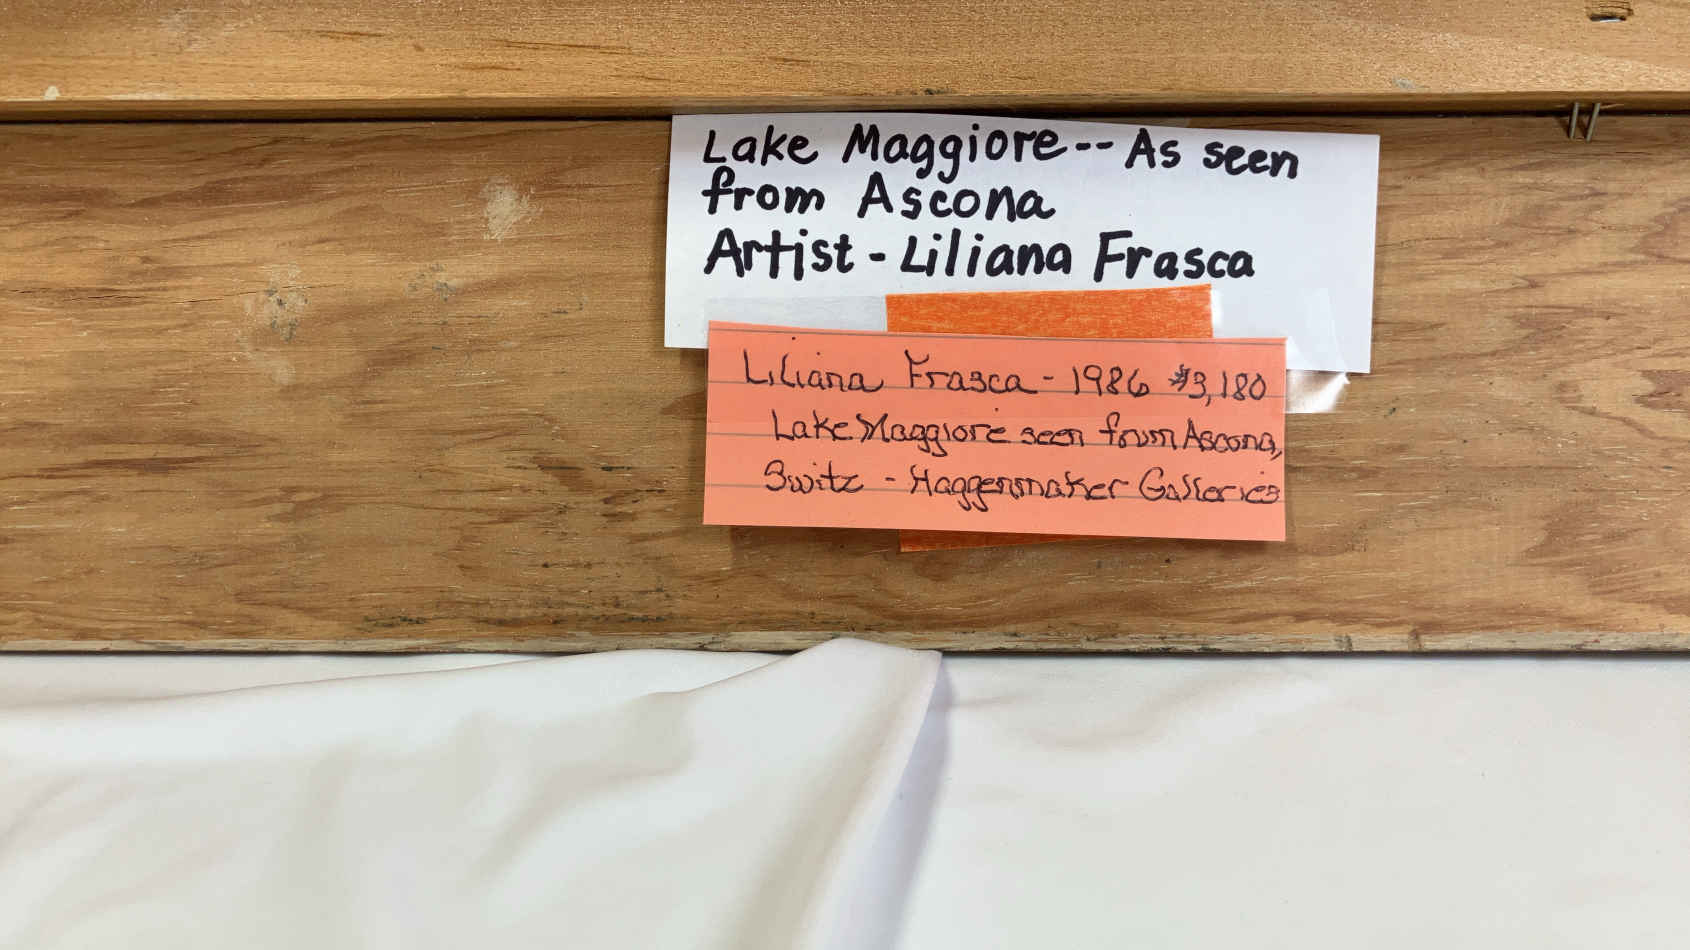 Lake Maggiore -- As seen
from Ascona
Artist - Liliana Frasca
Liliana Frasca - 1986 $3,180
Lake Maggiore seen from Ascona,
Switz - Haggenmaker Galleries